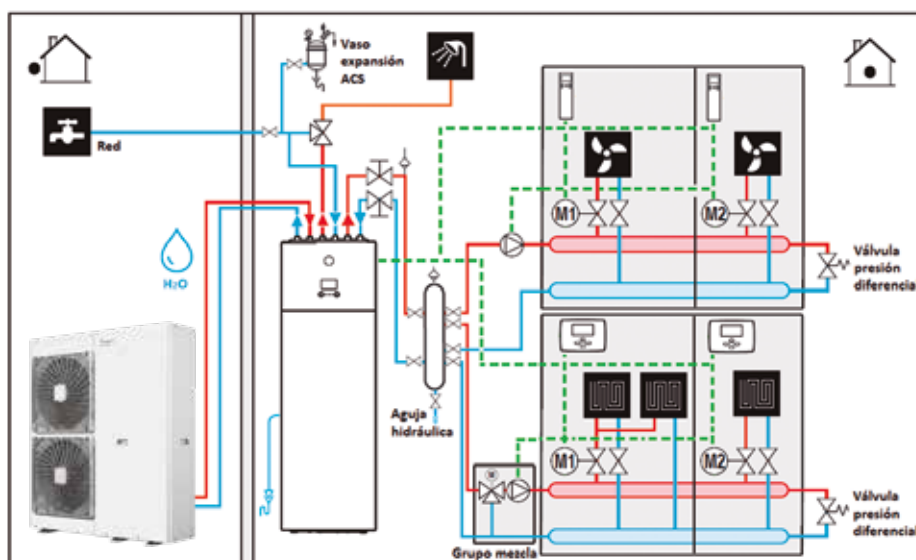 Vaso
expansión
ACS
Red
H₂O
M1
M2
Válvula
presión
diferencial
Aguja
hidráulica
M1
M2
M
Válvula
presión
diferencial
Grupo mezcla